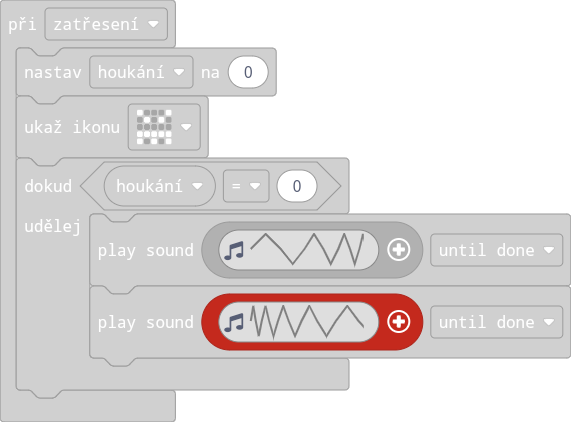 při zatřesení
nastav houkání na 0
ukaž ikonu
dokud houkání = 0
udělej
play sound until done
play sound until done